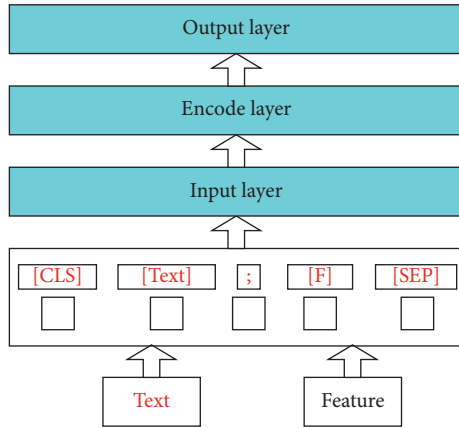 Output layer
Encode layer
Input layer
[CLS] [Text] ; [F] [SEP]
Text Feature